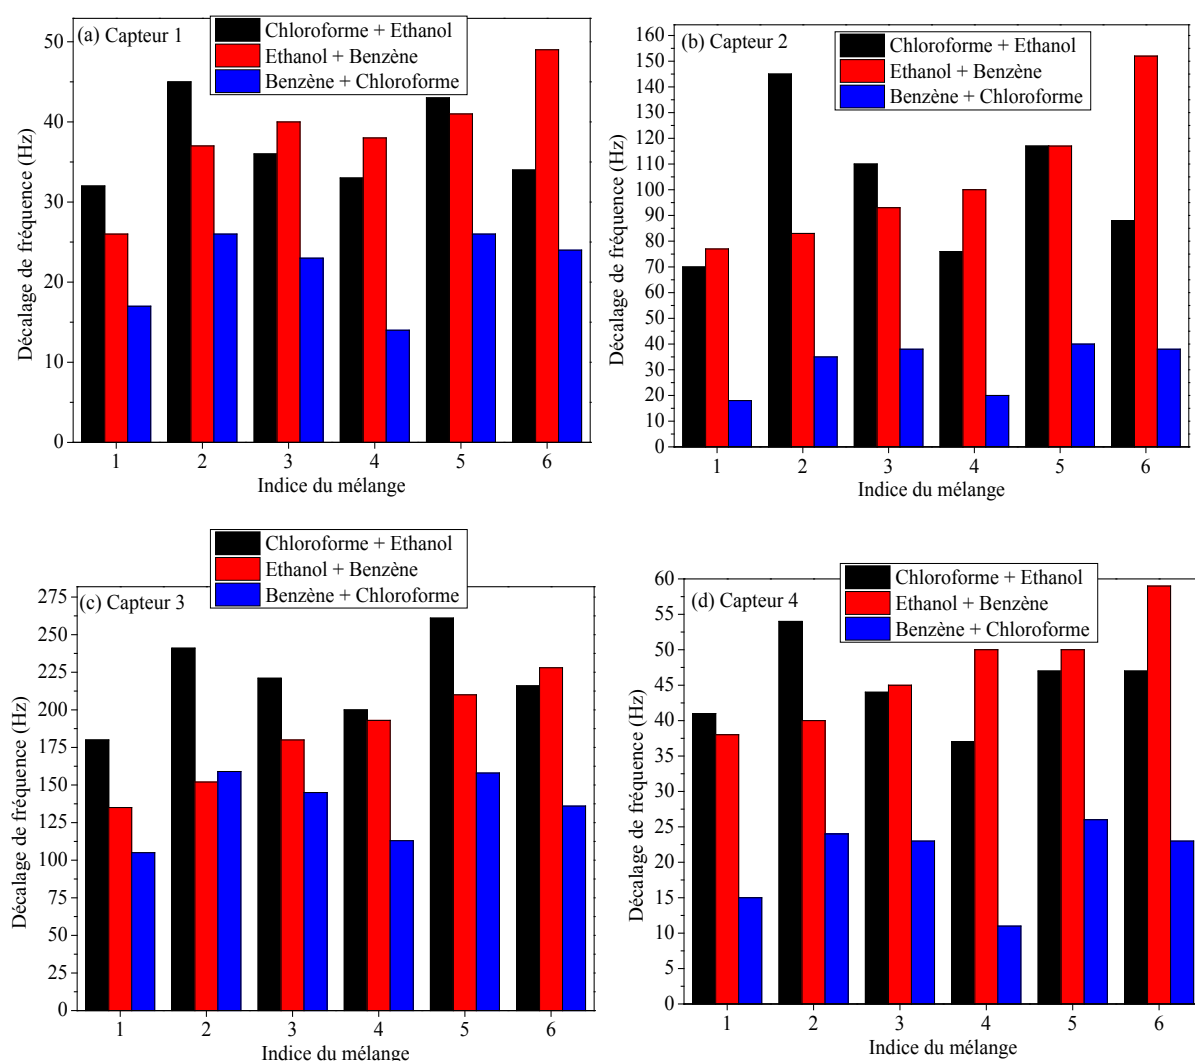 (a) Capteur 1
Chloroforme + Ethanol
Ethanol + Benzène
Benzène + Chloroforme
Décalage de fréquence (Hz)
50
40
30
20
10
0
1 2 3 4 5 6
Indice du mélange
(b) Capteur 2
Chloroforme + Ethanol
Ethanol + Benzène
Benzène + Chloroforme
Décalage de fréquence (Hz)
160
150
140
130
120
110
100
90
80
70
60
50
40
30
20
10
0
1 2 3 4 5 6
Indice du mélange
(c) Capteur 3
Chloroforme + Ethanol
Ethanol + Benzène
Benzène + Chloroforme
Décalage de fréquence (Hz)
275
250
225
200
175
150
125
100
75
50
25
0
1 2 3 4 5 6
Indice du mélange
(d) Capteur 4
Chloroforme + Ethanol
Ethanol + Benzène
Benzène + Chloroforme
Décalage de fréquence (Hz)
60
55
50
45
40
35
30
25
20
15
10
5
0
1 2 3 4 5 6
Indice du mélange